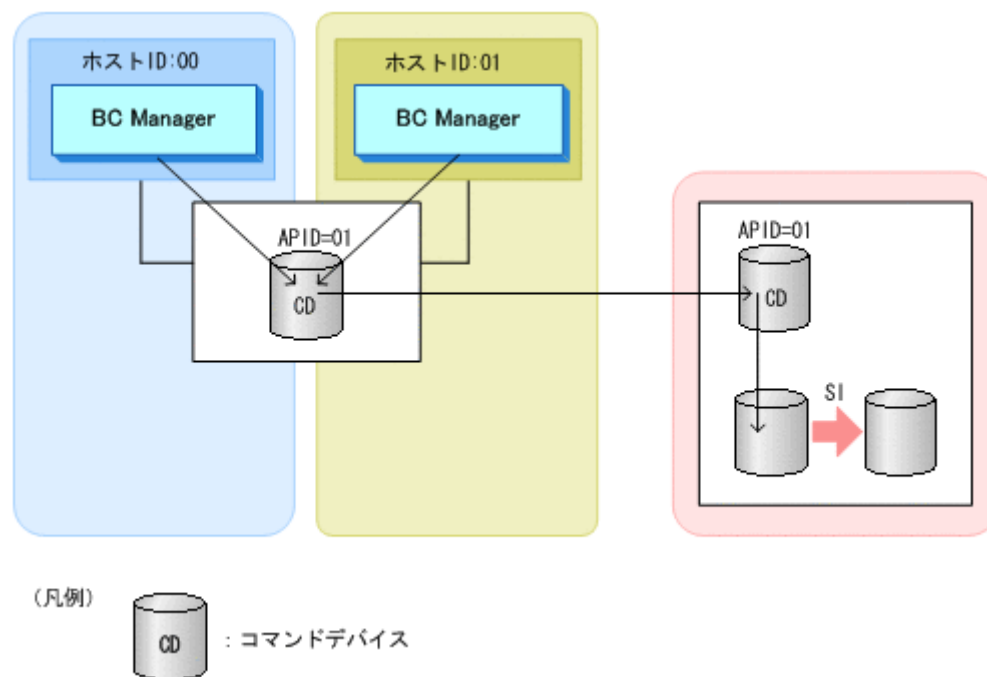 ホストID:00
ホストID:01
BC Manager
BC Manager
APID=01
APID=01
CD
CD
SI
(凡例)
CD
:コマンドデバイス